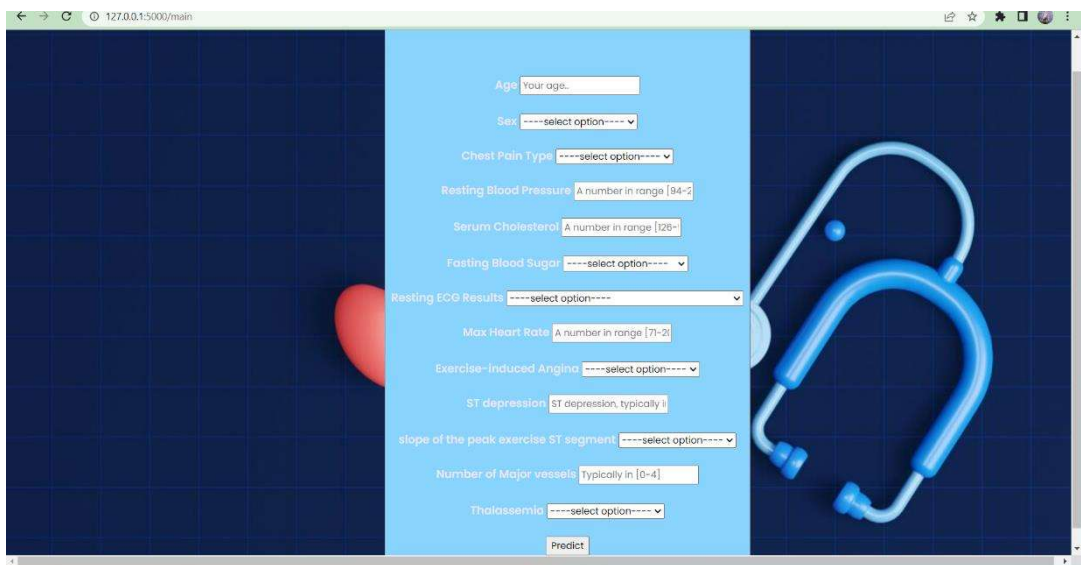 127.0.0.1:5000/main
Age Your age..
Sex ----select option----
Chest Pain Type ----select option----
Resting Blood Pressure A number in range [94-2
Serum Cholesterol A number in range [126-
Fasting Blood Sugar ----select option----
Resting ECG Results ----select option----
Max Heart Rate A number in range [71-20
Exercise-Induced Angina ----select option----
ST depression ST depression, typically i
slope of the peak exercise ST segment ----select option----
Number of Major vessels Typically in [0-4]
Thalassemia ----select option----
Predict